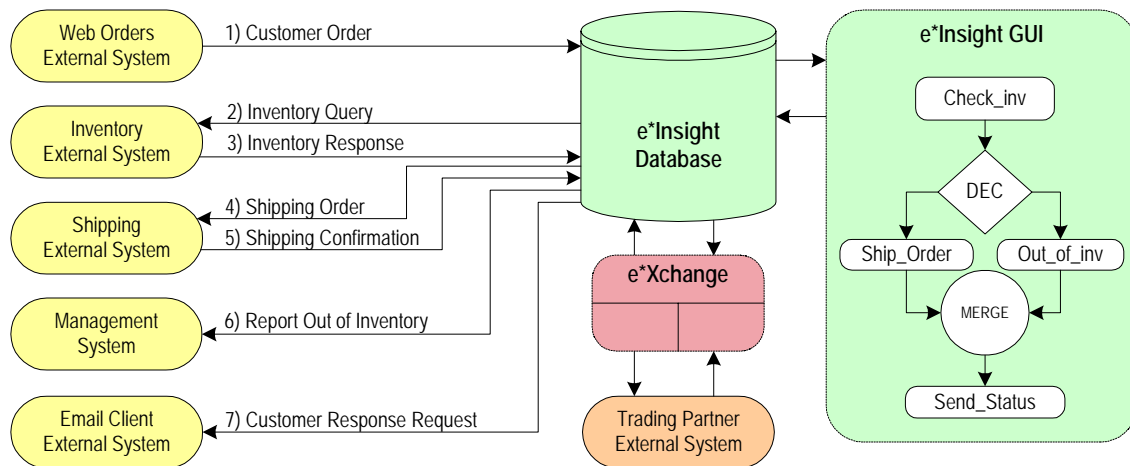 Web Orders
External System
1) Customer Order
Inventory
External System
2) Inventory Query
3) Inventory Response
Shipping
External System
4) Shipping Order
5) Shipping Confirmation
Management
System
6) Report Out of Inventory
Email Client
External System
7) Customer Response Request
e*Insight
Database
e*Xchange
Trading Partner
External System
e*Insight GUI
Check_inv
DEC
Ship_Order
Out_of_inv
MERGE
Send_Status